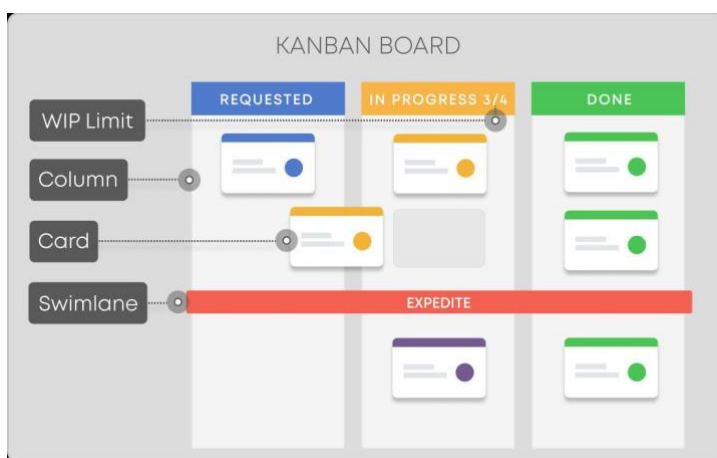 KANBAN BOARD
REQUESTED
IN PROGRESS 3/4
DONE
WIP Limit
Column
Card
Swimlane
EXPEDITE